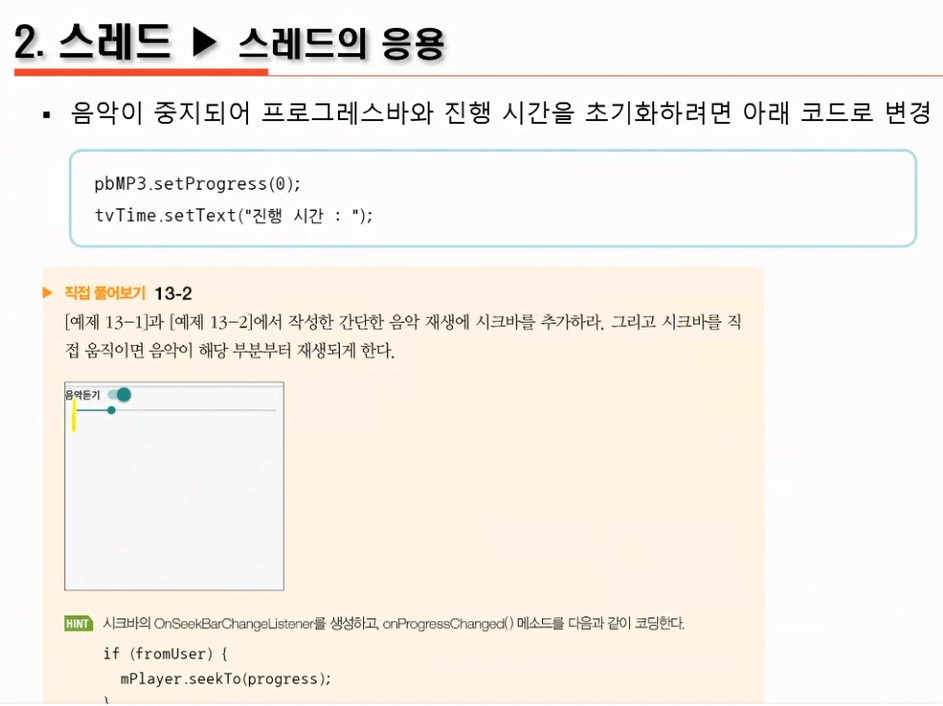 2. 스레드 ▶ 스레드의 응용
▪ 음악이 중지되어 프로그레스바와 진행 시간을 초기화하려면 아래 코드로 변경
pbMP3.setProgress(0);
tvTime.setText("진행 시간 : ");
▶ 직접 풀어보기 13-2
[예제 13-1]과 [예제 13-2]에서 작성한 간단한 음악 재생에 시크바를 추가하라. 그리고 시크바를 직
접 움직이면 음악이 해당 부분부터 재생되게 한다.
음악듣기
HINT 시크바의 OnSeekBarChangeListener를 생성하고, onProgressChanged() 메소드를 다음과 같이 코딩한다.
if (fromUser) {
mPlayer.seekTo(progress);
}